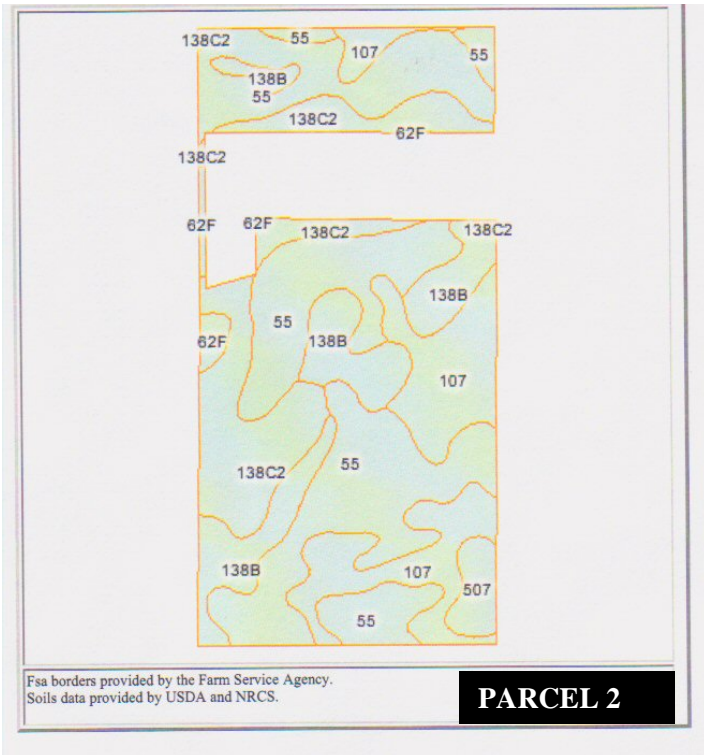 138C2
55
107
55
138B
55
138C2
62F
138C2
62F
62F
138C2
138C2
138B
55
62F
138B
107
138C2
55
138B
107
507
55
Fsa borders provided by the Farm Service Agency.
Soils data provided by USDA and NRCS.
PARCEL 2